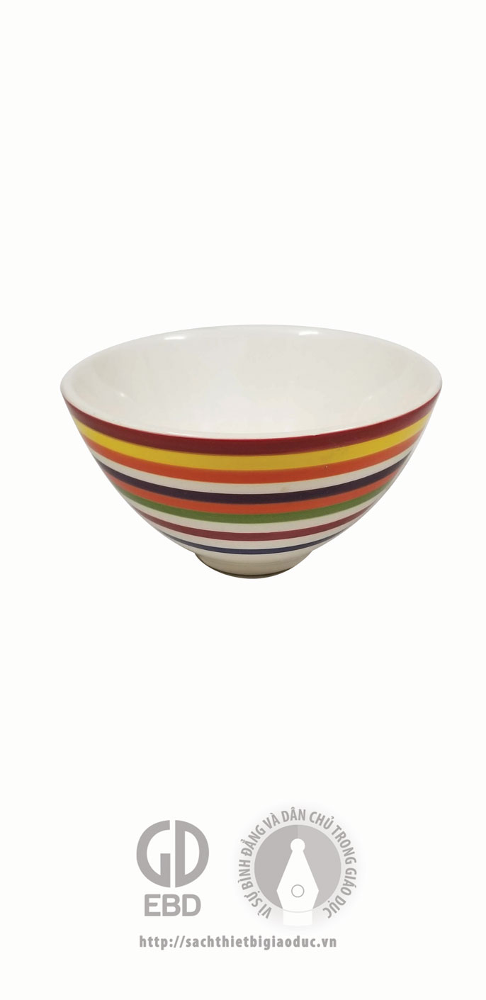 GD
EBD
VÌ SỰ BÌNH ĐẲNG VÀ DÂN CHỦ TRONG GIÁO DỤC
http://sachthietbigiaoduc.vn